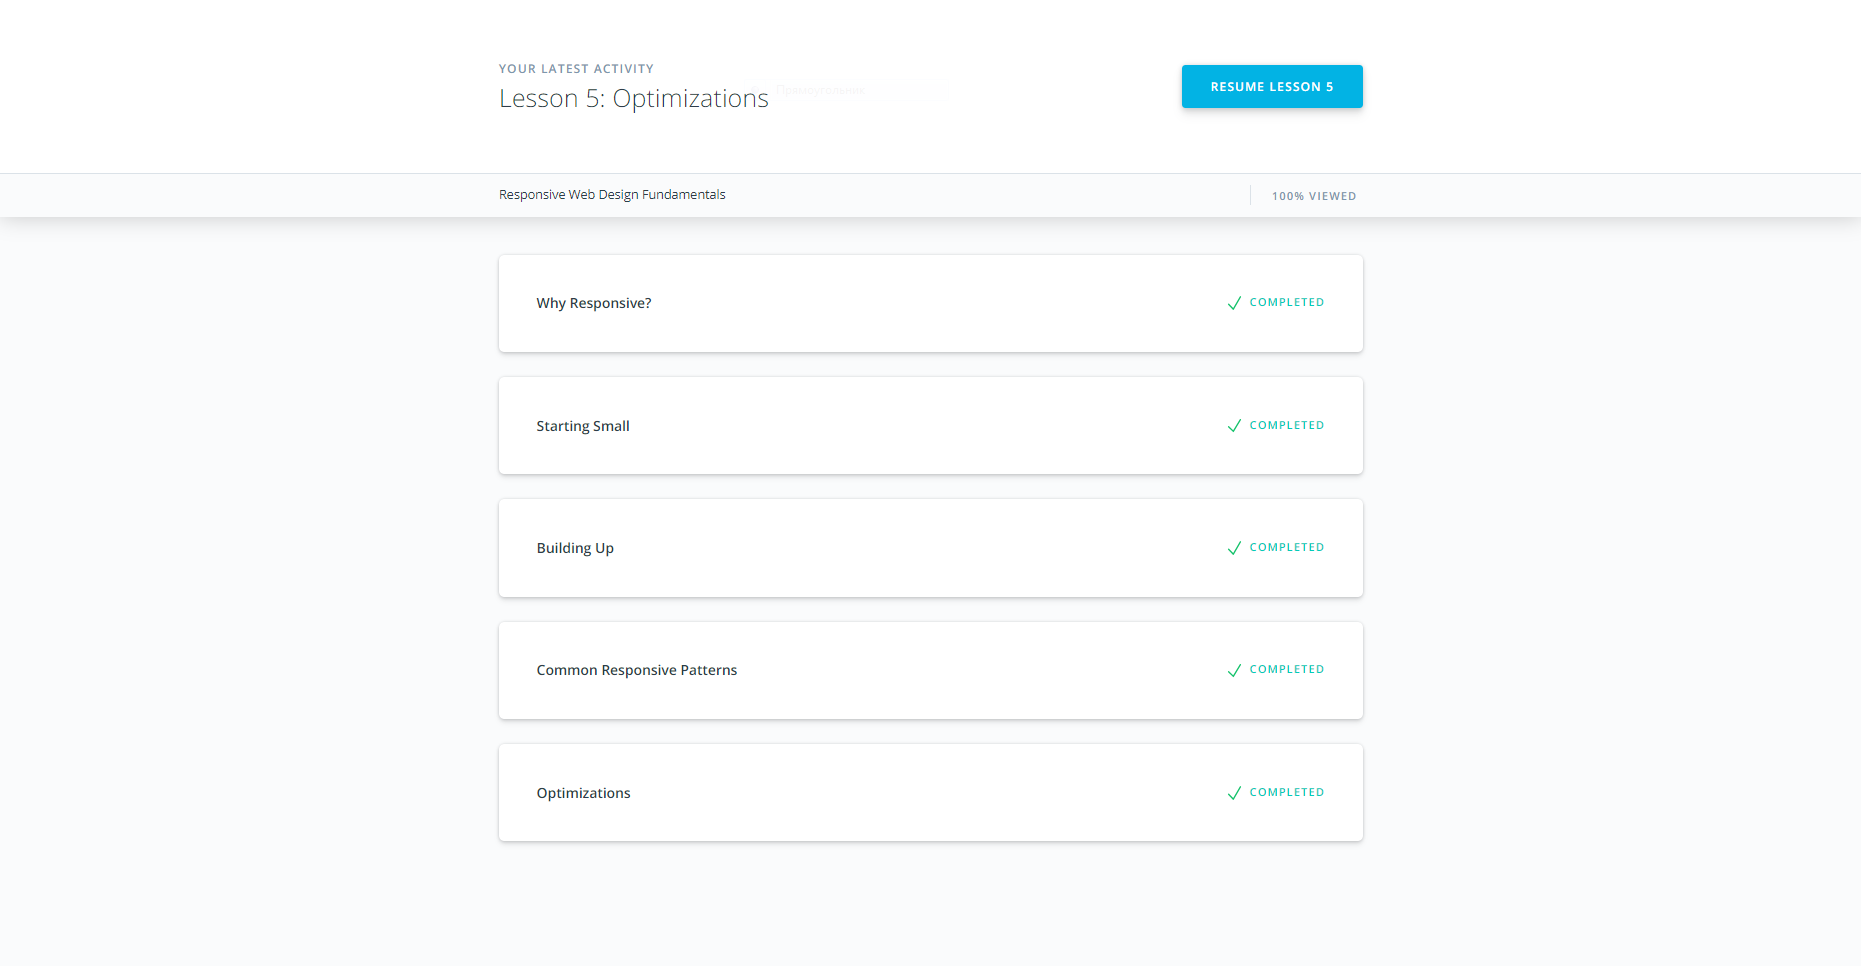 YOUR LATEST ACTIVITY
Lesson 5: Optimizations
Прямоугольник
RESUME LESSON 5
Responsive Web Design Fundamentals
100% VIEWED
Why Responsive?
COMPLETED
Starting Small
COMPLETED
Building Up
COMPLETED
Common Responsive Patterns
COMPLETED
Optimizations
COMPLETED